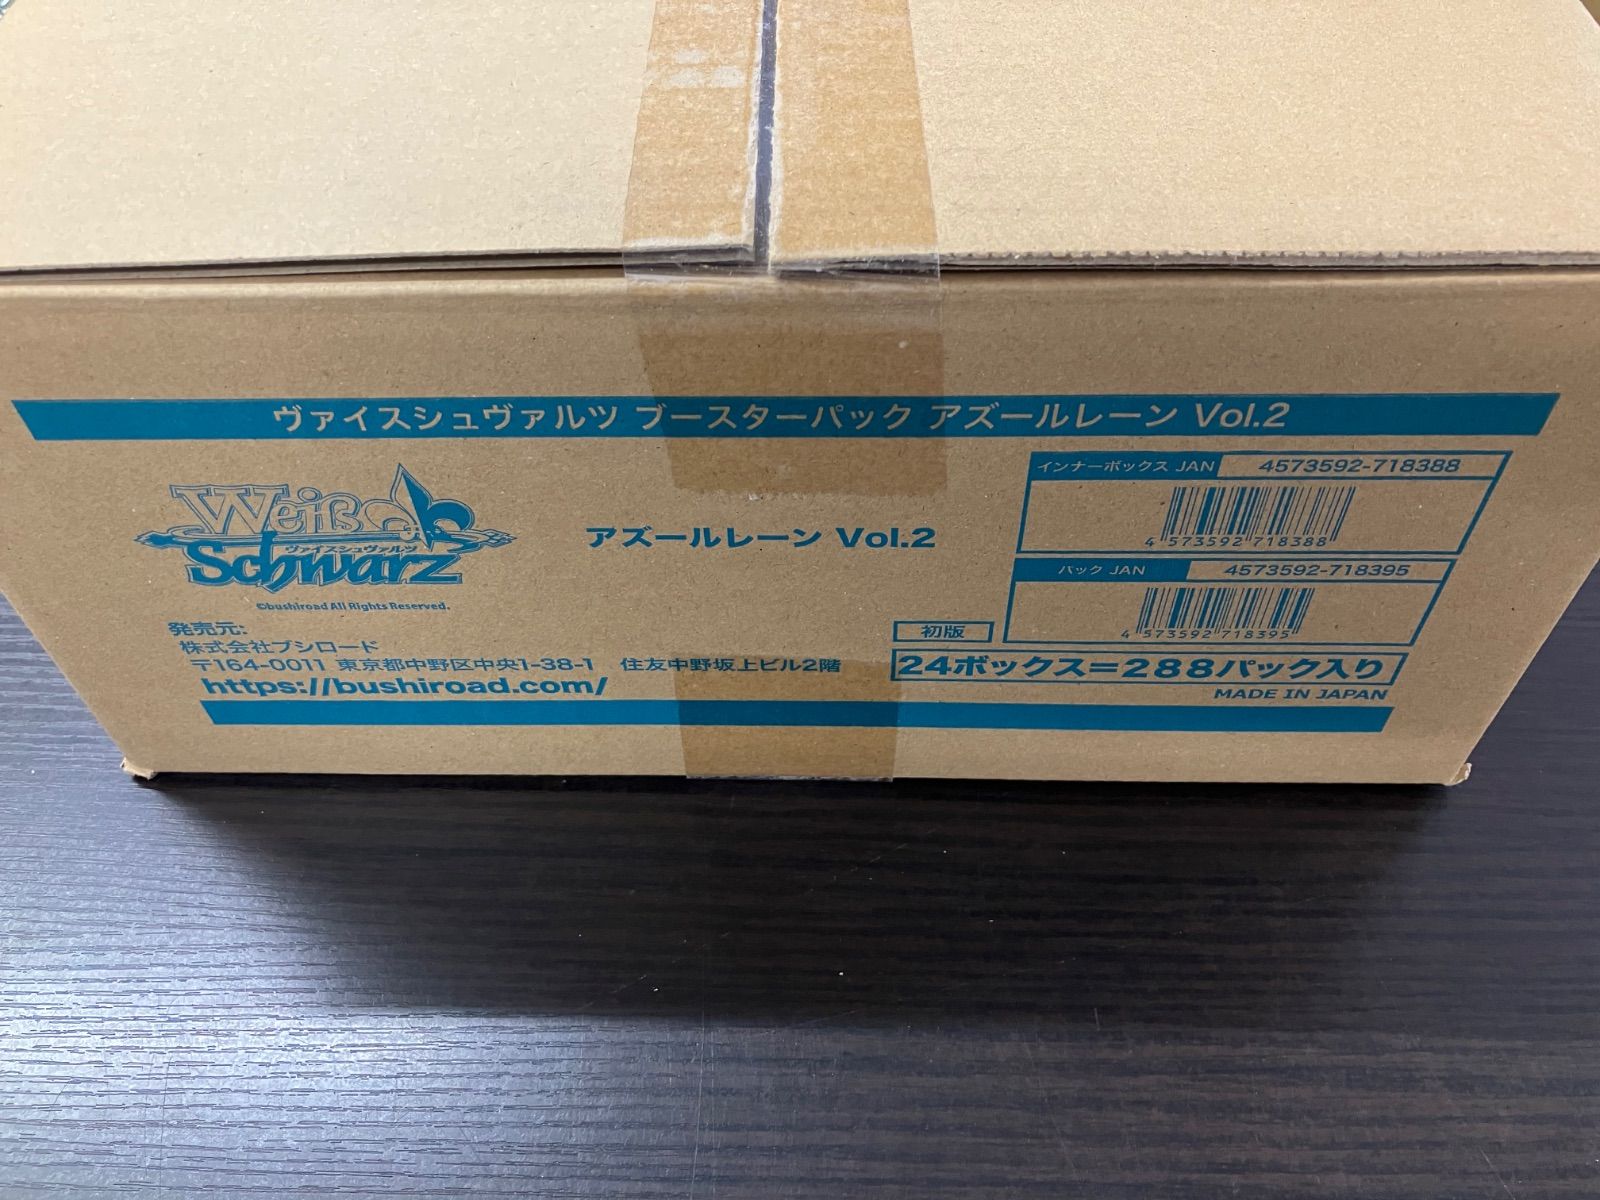 ヴァイスシュヴァルツ ブースターパック アズールレーン Vol.2
Weiß
ヴァイスシュヴァルツ
Schwarz
©bushiroad All Rights Reserved.
アズールレーン Vol.2
インナーボックス JAN 4573592-718388
4 573592 718388
パック JAN 4573592-718395
4 573592 718395
発売元:
株式会社ブシロード
〒164-0011 東京都中野区中央1-38-1 住友中野坂上ビル2階
https://bushiroad.com/
初版
24ボックス=288パック入り
MADE IN JAPAN